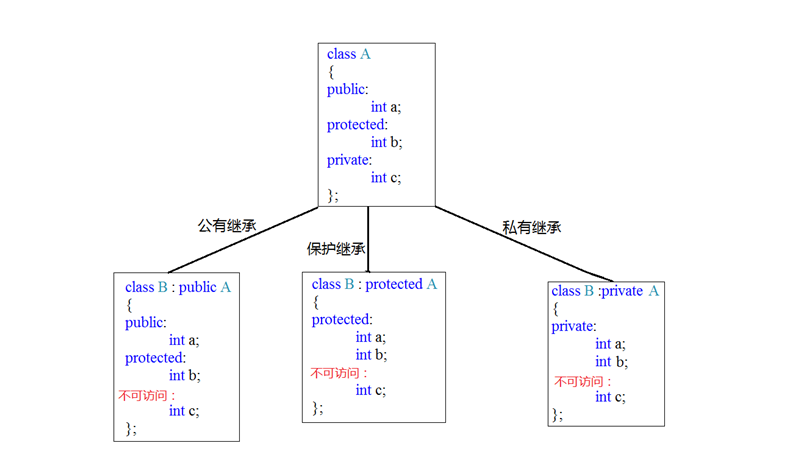 class A
{
public:
int a;
protected:
int b;
private:
int c;
};
公有继承
保护继承
私有继承
class B : public A
{
public:
int a;
protected:
int b;
不可访问：
int c;
};
class B : protected A
{
protected:
int a;
int b;
不可访问：
int c;
};
class B :private A
{
private:
int a;
int b;
不可访问：
int c;
};